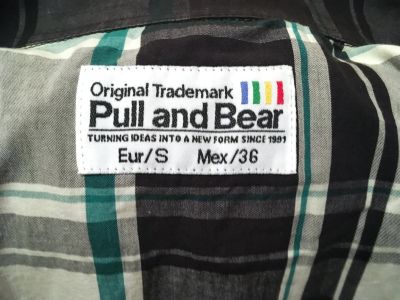 Original Trademark
Pull and Bear
TURNING IDEAS INTO A NEW FORM SINCE 1991
Eur/S Mex/36